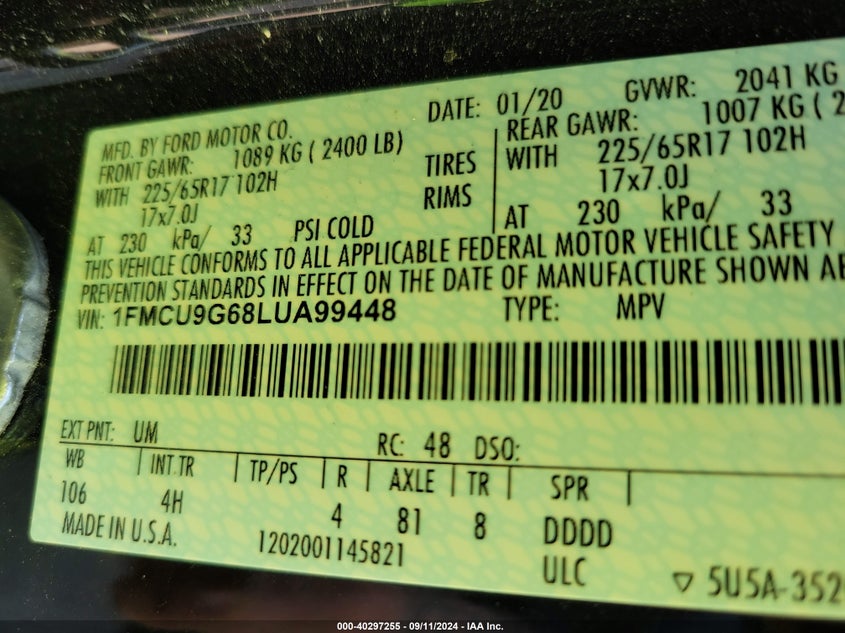 MFD. BY FORD MOTOR CO. DATE: 01/20 GVWR: 2041 KG
FRONT GAWR: 1089 KG ( 2400 LB) REAR GAWR: 1007 KG ( 2
WITH 225/65R17 102H TIRES WITH 225/65R17 102H
17x7.0J RIMS 17x7.0J
AT 230 kPa/ 33 PSI COLD AT 230 kPa/ 33
THIS VEHICLE CONFORMS TO ALL APPLICABLE FEDERAL MOTOR VEHICLE SAFETY
PREVENTION STANDARDS IN EFFECT ON THE DATE OF MANUFACTURE SHOWN AB
VIN: 1FMCU9G68LUA99448 TYPE: MPV
EXT PNT: UM RC: 48 DSO:
WB INT TR TP/PS R AXLE TR SPR
106 4H 4 81 8 DDDD
MADE IN U.S.A. 1202001145821 ULC ▽ 5U5A-352
000-40297255 - 09/11/2024 - IAA Inc.